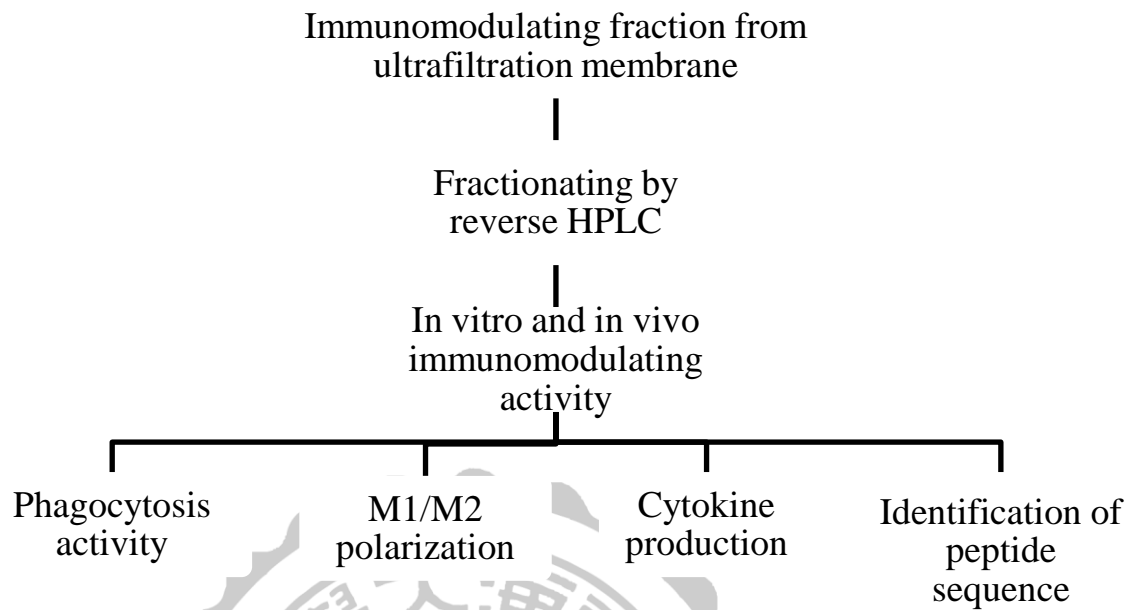 Immunomodulating fraction from
ultrafiltration membrane
Fractionating by
reverse HPLC
In vitro and in vivo
immunomodulating
activity
Phagocytosis
activity
M1/M2
polarization
Cytokine
production
Identification of
peptide
sequence